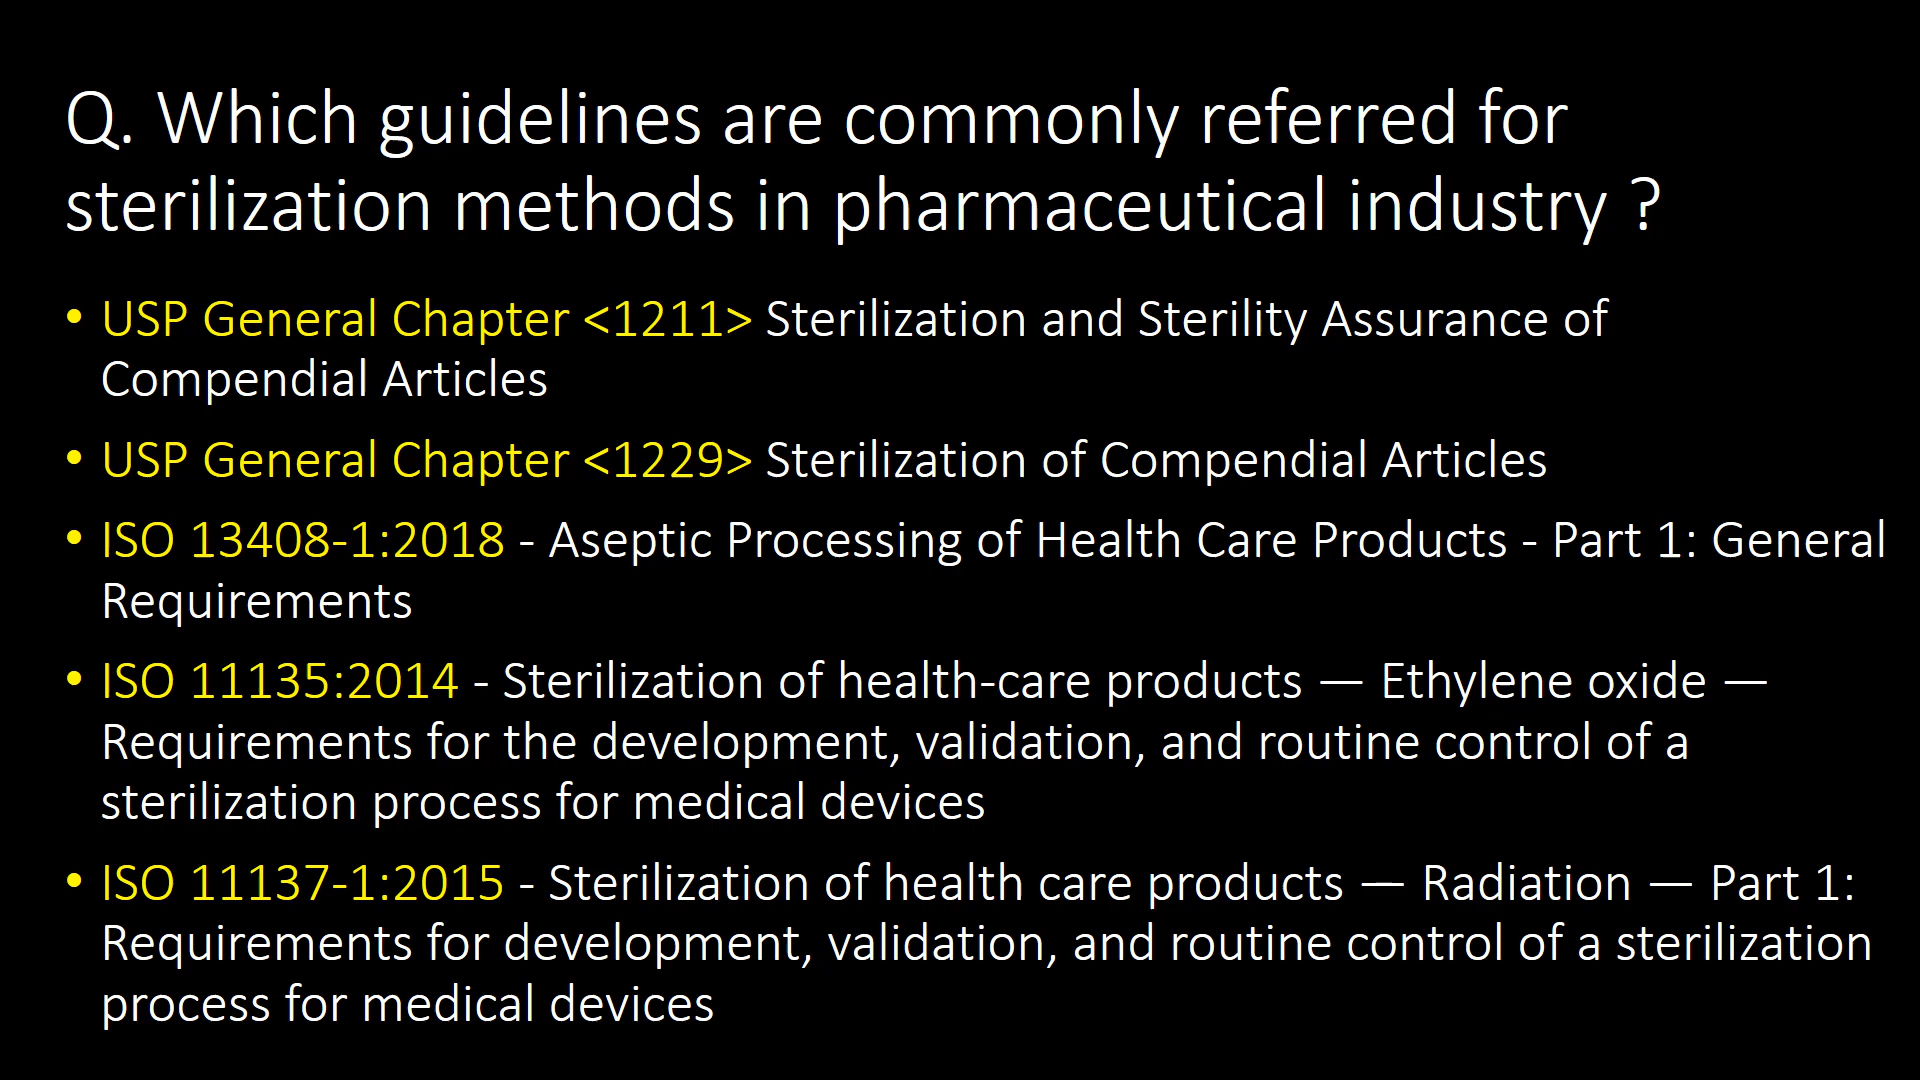 Q. Which guidelines are commonly referred for
sterilization methods in pharmaceutical industry ?
• USP General Chapter <1211> Sterilization and Sterility Assurance of
Compendial Articles
• USP General Chapter <1229> Sterilization of Compendial Articles
• ISO 13408-1:2018 - Aseptic Processing of Health Care Products - Part 1: General
Requirements
• ISO 11135:2014 - Sterilization of health-care products — Ethylene oxide —
Requirements for the development, validation, and routine control of a
sterilization process for medical devices
• ISO 11137-1:2015 - Sterilization of health care products — Radiation — Part 1:
Requirements for development, validation, and routine control of a sterilization
process for medical devices